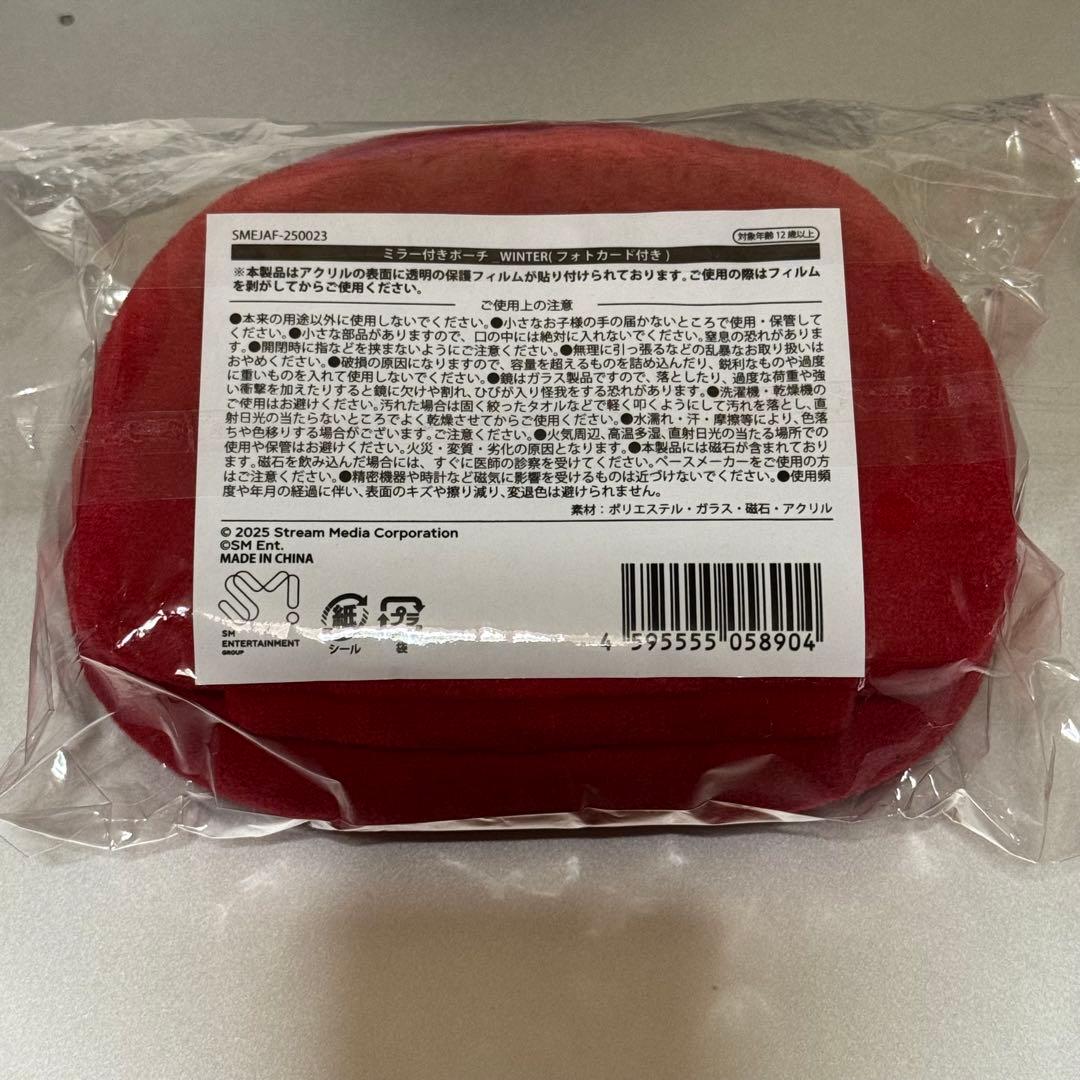 SMEJAF-250023
対象年齢12歳以上
ミラー付きポーチ _WINTER(フォトカード付き)
※本製品はアクリルの表面に透明の保護フィルムが貼り付けられております。ご使用の際はフィルム
を剥がしてからご使用ください。
ご使用上の注意
●本来の用途以外に使用しないでください。●小さなお子様の手の届かないところで使用・保管して
ください。●小さな部品がありますので、口の中には絶対に入れないでください。窒息の恐れがありま
す。●開閉時に指などを挟まないようにご注意ください。●無理に引っ張るなどの乱暴なお取り扱いは
おやめください。●破損の原因になりますので、容量を超えるものを詰め込んだり、鋭利なものや過度
に重いものを入れて使用しないでください。●鏡はガラス製品ですので、落としたり、過度な荷重や強
い衝撃を加えたりすると鏡に欠けや割れ、ひびが入り怪我をする恐れがあります。●洗濯機・乾燥機の
ご使用はお避けください。汚れた場合は固く絞ったタオルなどで軽く叩くようにして汚れを落とし、直
射日光の当たらないところでよく乾燥させてからご使用ください。●水濡れ・汗・摩擦等により、色落
ちや色移りする場合がございます。ご注意ください。●火気周辺、高温多湿、直射日光の当たる場所での
使用や保管はお避けください。火災・変質・劣化の原因となります。●本製品には磁石が含まれており
ます。磁石を飲み込んだ場合には、すぐに医師の診察を受けてください。ペースメーカーをご使用の方
はご注意ください。●精密機器や時計など磁気に影響を受けるものは近づけないでください。●使用頻
度や年月の経過に伴い、表面のキズや擦り減り、変退色は避けられません。
素材：ポリエステル・ガラス・磁石・アクリル
© 2025 Stream Media Corporation
©SM Ent.
MADE IN CHINA
SM!
SM
ENTERTAINMENT
GROUP
紙
シール
プラ
袋
4 595555 058904